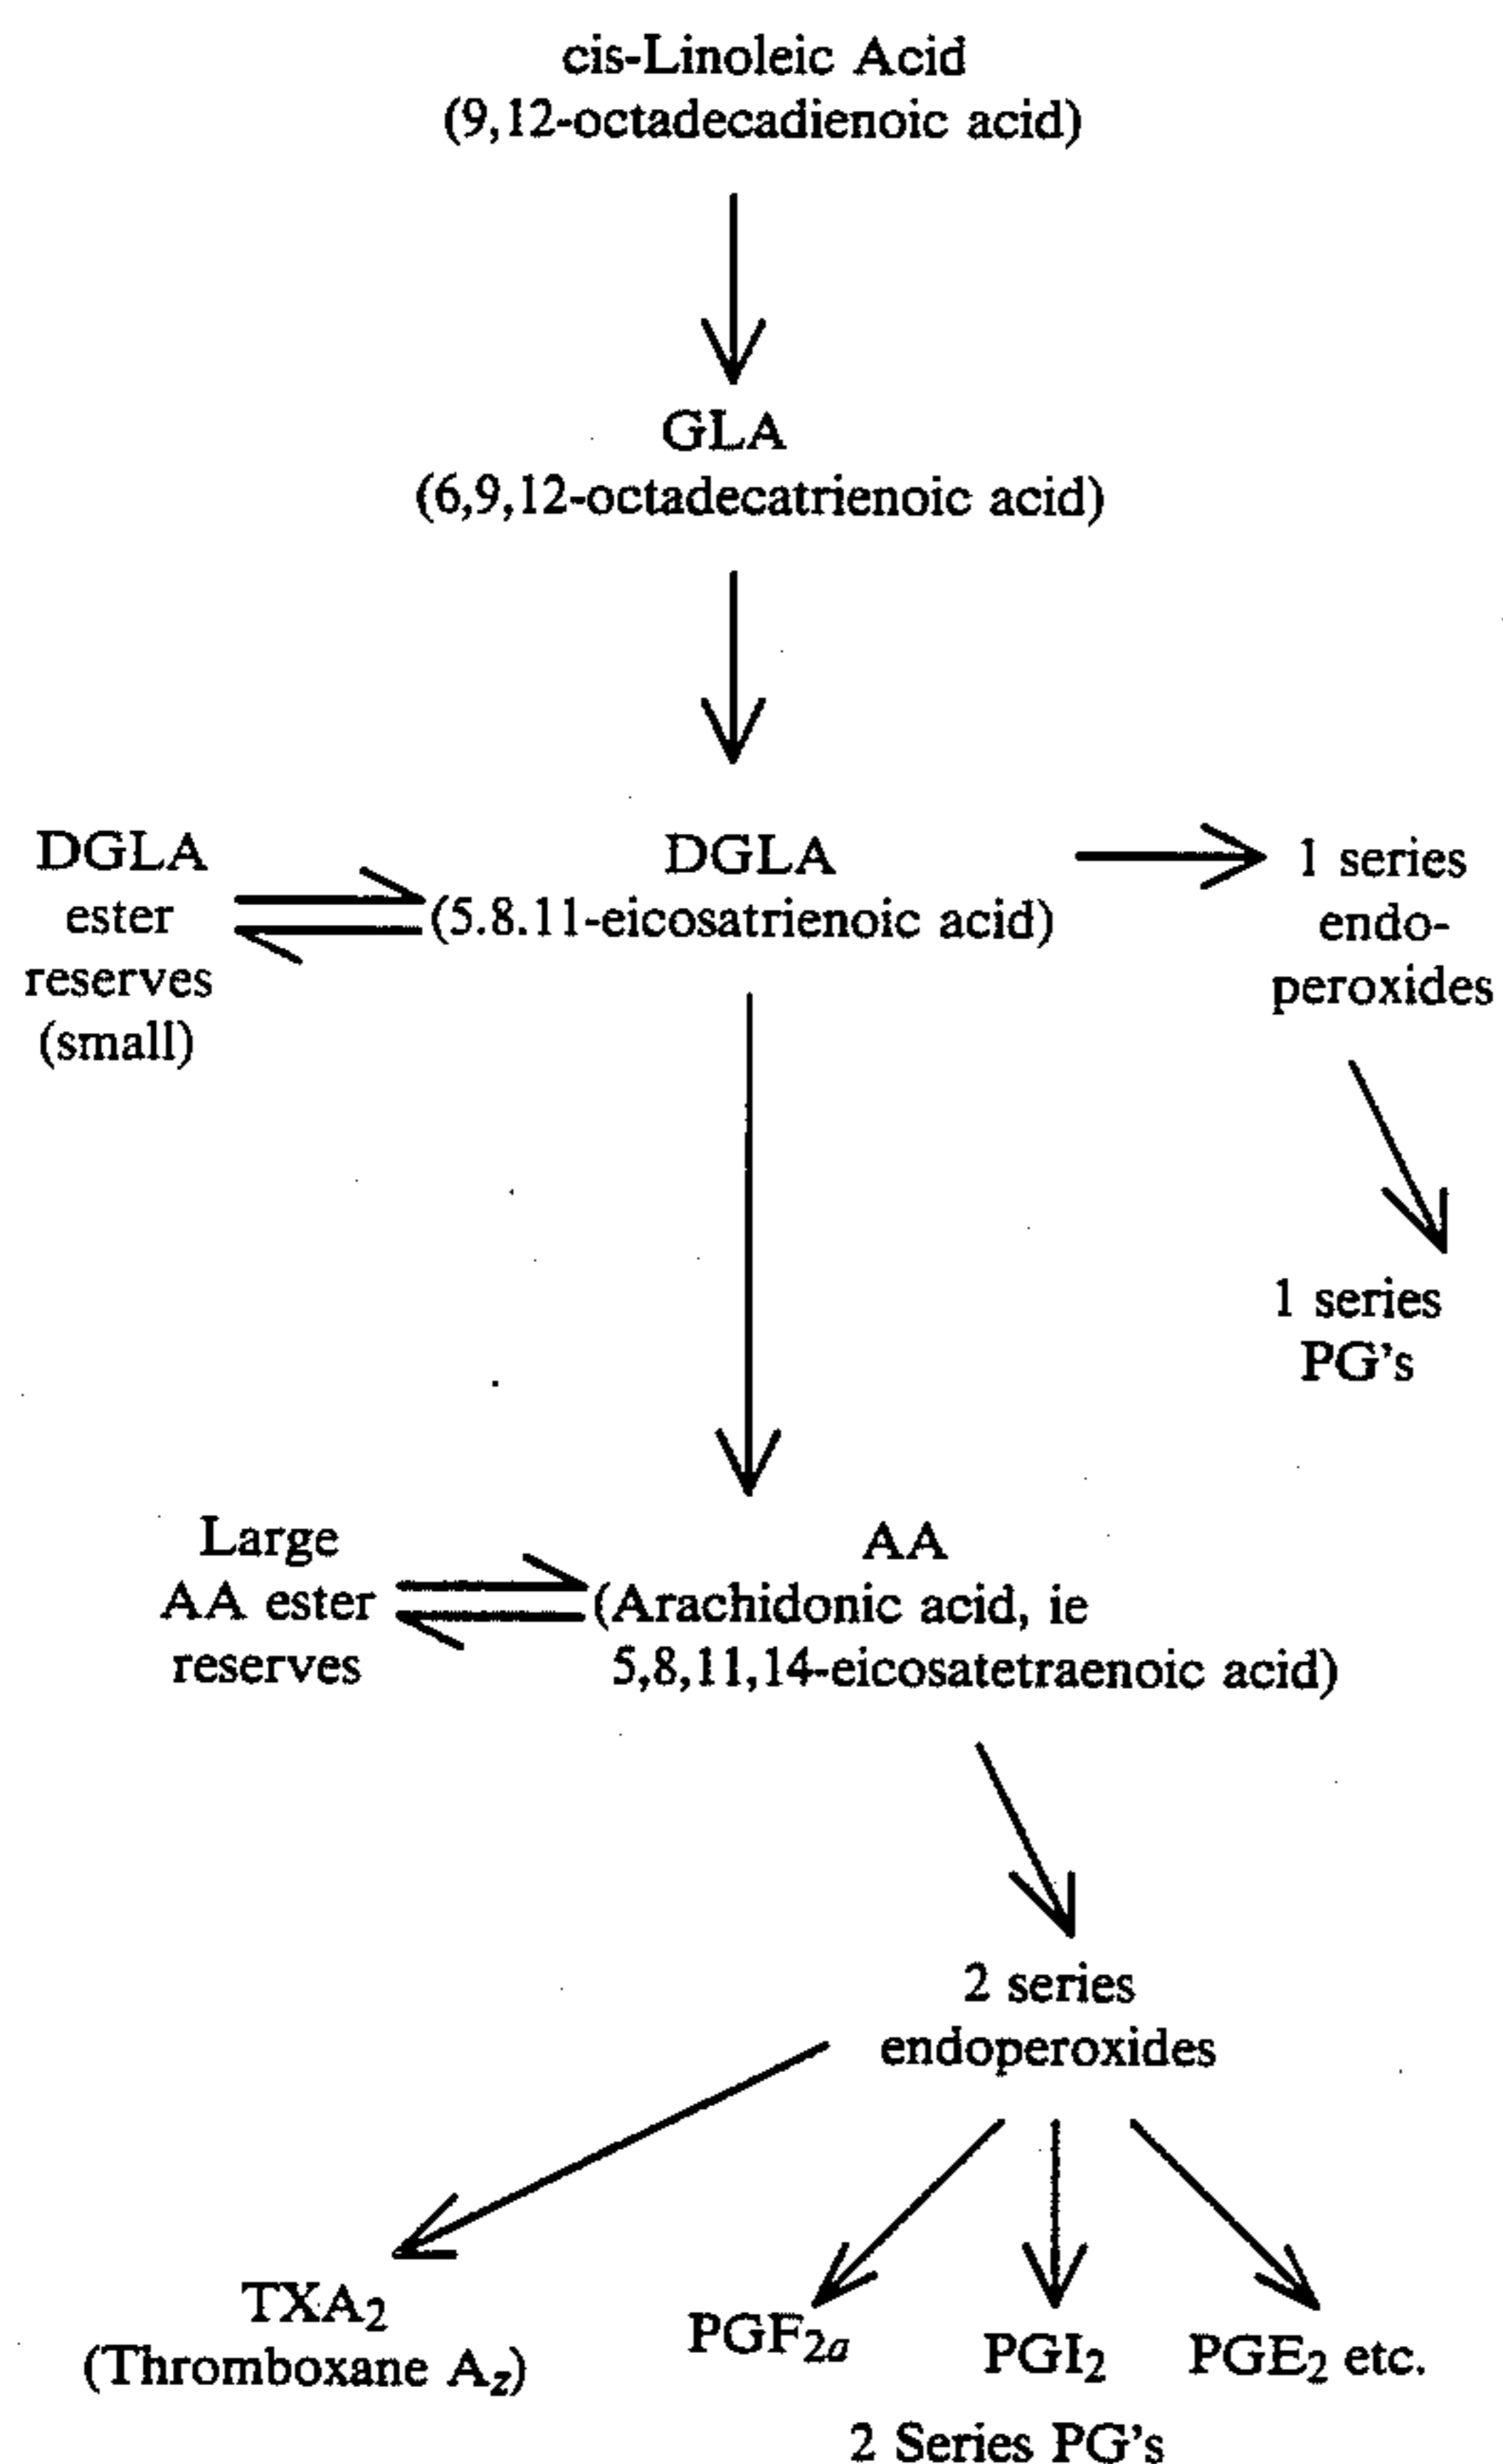 cis-Linoleic Acid
(9,12-octadecadienoic acid)
GLA
(6,9,12-octadecatrienoic acid)
DGLA
ester
reserves
(small)
DGLA
(5.8.11-eicosatrienoic acid)
1 series
endo-
peroxides
1 series
PG's
Large
AA ester
reserves
AA
(Arachidonic acid, ie
5,8,11,14-eicosatetraenoic acid)
2 series
endoperoxides
TXA2
(Thromboxane Az)
PGF2a
PGI2
PGE2 etc.
2 Series PG's